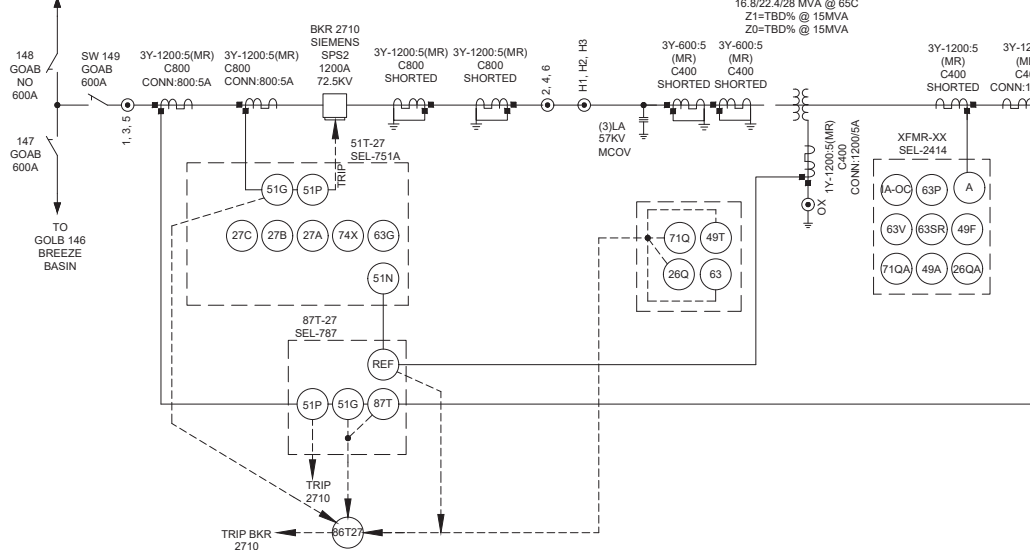 16.8/22.4/28 MVA @ 65C
Z1=TBD% @ 15MVA
Z0=TBD% @ 15MVA
148
GOAB
NO
600A
SW 149
GOAB
600A
147
GOAB
600A
TO
GOLB 146
BREEZE
BASIN
1, 3, 5
3Y-1200:5(MR)
C800
CONN:800:5A
3Y-1200:5(MR)
C800
CONN:800:5A
BKR 2710
SIEMENS
SPS2
1200A
72.5KV
3Y-1200:5(MR)
C800
SHORTED
3Y-1200:5(MR)
C800
SHORTED
2, 4, 6
H1, H2, H3
(3)LA
57KV
MCOV
3Y-600:5
(MR)
C400
SHORTED
3Y-600:5
(MR)
C400
SHORTED
1Y-1200:5(MR)
C400
CONN:1200/5A
OX
3Y-1200:5
(MR)
C400
SHORTED
TRIP
51T-27
SEL-751A
51G
51P
27C
27B
27A
74X
63G
51N
87T-27
SEL-787
REF
51P
51G
87T
TRIP
2710
86T27
TRIP BKR
2710
71Q
49T
26Q
63
XFMR-XX
SEL-2414
IA-OC
63P
A
63V
63SR
49F
71QA
49A
26QA